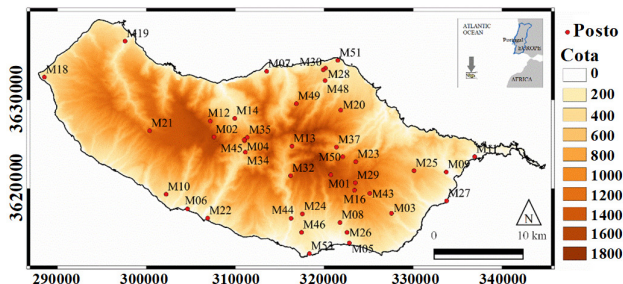 M19
M51
M07
M30
M28
M18
M48
M49
M20
M14
M12
M21
M02
M35
M45
M04
M13
M37
M34
M50
M23
M11
M25
M09
M32
M29
M01
M10
M16
M43
M27
M06
M24
M03
M22
M44
M08
M46
M26
M05
M53
3630000
3620000
290000
300000
310000
320000
330000
340000
ATLANTIC
OCEAN
Portugal
EUROPE
AFRICA
N
0
10 km
Posto
Cota
0
200
400
600
800
1000
1200
1400
1600
1800